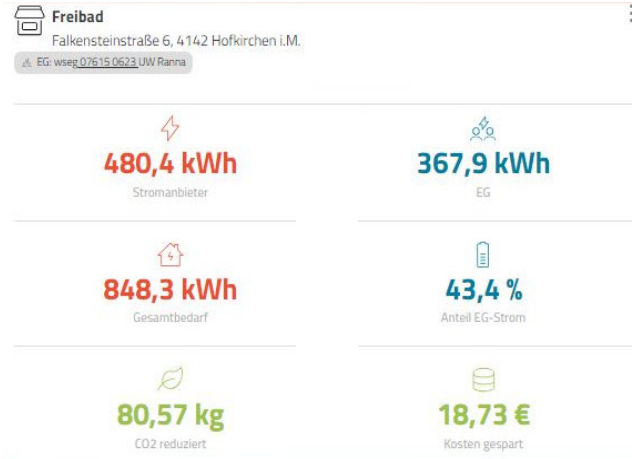 Freibad
Falkensteinstraße 6, 4142 Hofkirchen i.M.
EG: wseg 07615 0623 UW Ranna
480,4 kWh
Stromanbieter
367,9 kWh
EG
848,3 kWh
Gesamtbedarf
43,4 %
Anteil EG-Strom
80,57 kg
CO2 reduziert
18,73 €
Kosten gespart